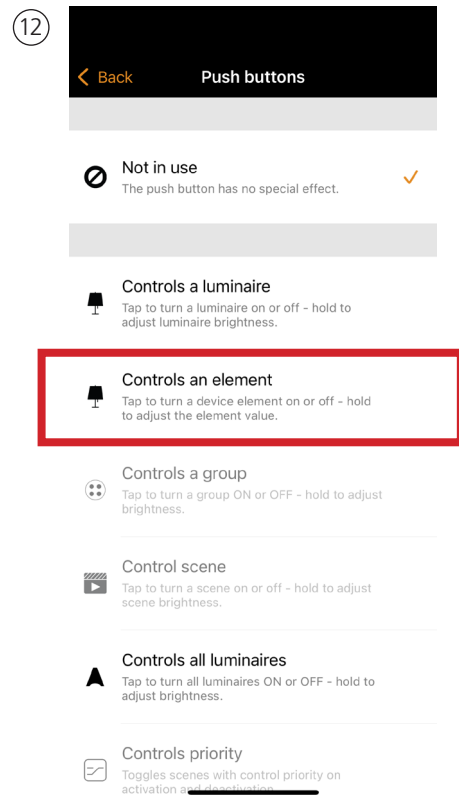 12
Back Push buttons
Not in use
The push button has no special effect.
Controls a luminaire
Tap to turn a luminaire on or off - hold to
adjust luminaire brightness.
Controls an element
Tap to turn a device element on or off - hold
to adjust the element value.
Controls a group
Tap to turn a group ON or OFF - hold to adjust
brightness.
Control scene
Tap to turn a scene on or off - hold to adjust
scene brightness.
Controls all luminaires
Tap to turn all luminaires ON or OFF - hold to
adjust brightness.
Controls priority
Toggles scenes with control priority on
activation and deactivation.